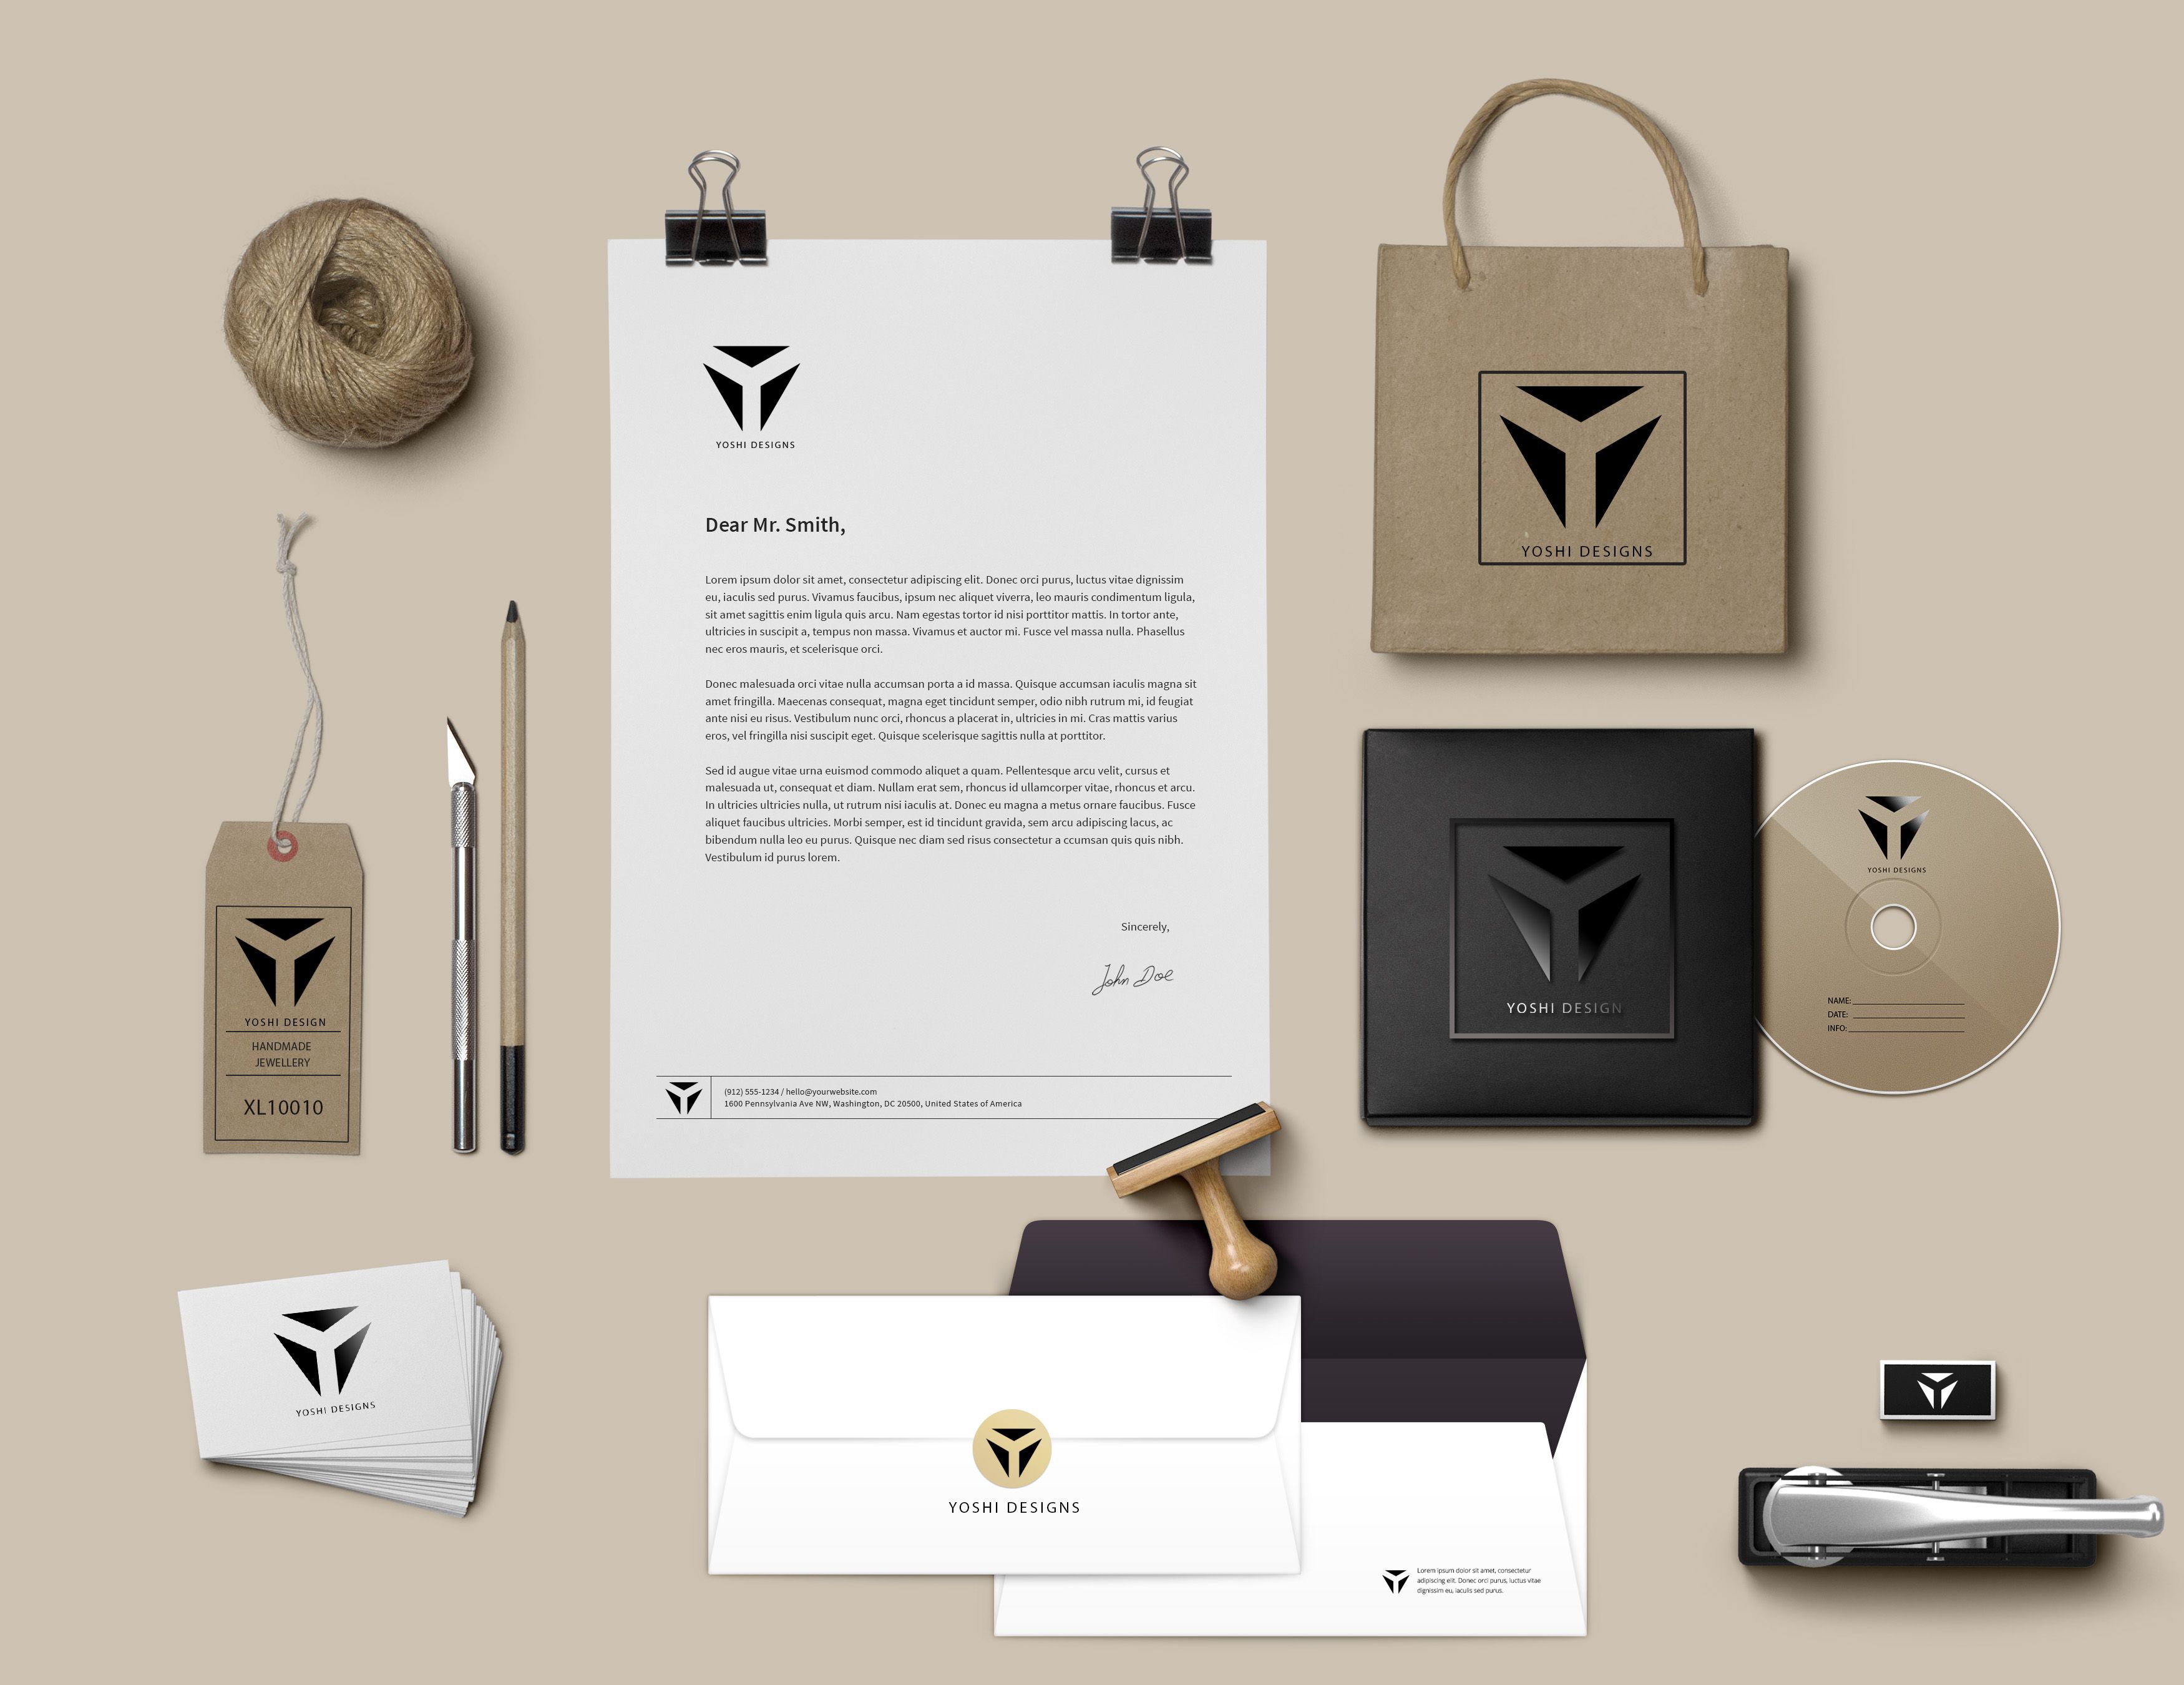 YOSHI DESIGNS
Dear Mr. Smith,
Lorem ipsum dolor sit amet, consectetur adipiscing elit. Donec orci purus, luctus vitae dignissim
eu, iaculis sed purus. Vivamus faucibus, ipsum nec aliquet viverra, leo mauris condimentum ligula,
sit amet sagittis enim ligula quis arcu. Nam egestas tortor id nisi porttitor mattis. In tortor ante,
ultricies in suscipit a, tempus non massa. Vivamus et auctor mi. Fusce vel massa nulla. Phasellus
nec eros mauris, et scelerisque orci.
Donec malesuada orci vitae nulla accumsan porta a id massa. Quisque accumsan iaculis magna sit
amet fringilla. Maecenas consequat, magna eget tincidunt semper, odio nibh rutrum mi, id feugiat
ante nisi eu risus. Vestibulum nunc orci, rhoncus a placerat in, ultricies in mi. Cras mattis varius
eros, vel fringilla nisi suscipit eget. Quisque scelerisque sagittis nulla at porttitor.
Sed id augue vitae urna euismod commodo aliquet a quam. Pellentesque arcu velit, cursus et
malesuada ut, consequat et diam. Nullam erat sem, rhoncus id ullamcorper vitae, rhoncus et arcu.
In ultricies ultricies nulla, ut rutrum nisi iaculis at. Donec eu magna a metus ornare faucibus. Fusce
aliquet faucibus ultricies. Morbi semper, est id tincidunt gravida, sem arcu adipiscing lacus, ac
bibendum nulla leo eu purus. Quisque nec diam sed risus consectetur a ccumsan quis quis nibh.
Vestibulum id purus lorem.
Sincerely,
John Doe
(912) 555-1234 / hello@yourwebsite.com
1600 Pennsylvania Ave NW, Washington, DC 20500, United States of America
YOSHI DESIGNS
YOSHI DESIGN
YOSHI DESIGNS
NAME:
DATE:
INFO:
YOSHI DESIGN
HANDMADE
JEWELLERY
XL10010
YOSHI DESIGNS
YOSHI DESIGNS
Lorem ipsum dolor sit amet, consectetur
adipiscing elit. Donec orci purus, luctus vitae
dignissim eu, iaculis sed purus.